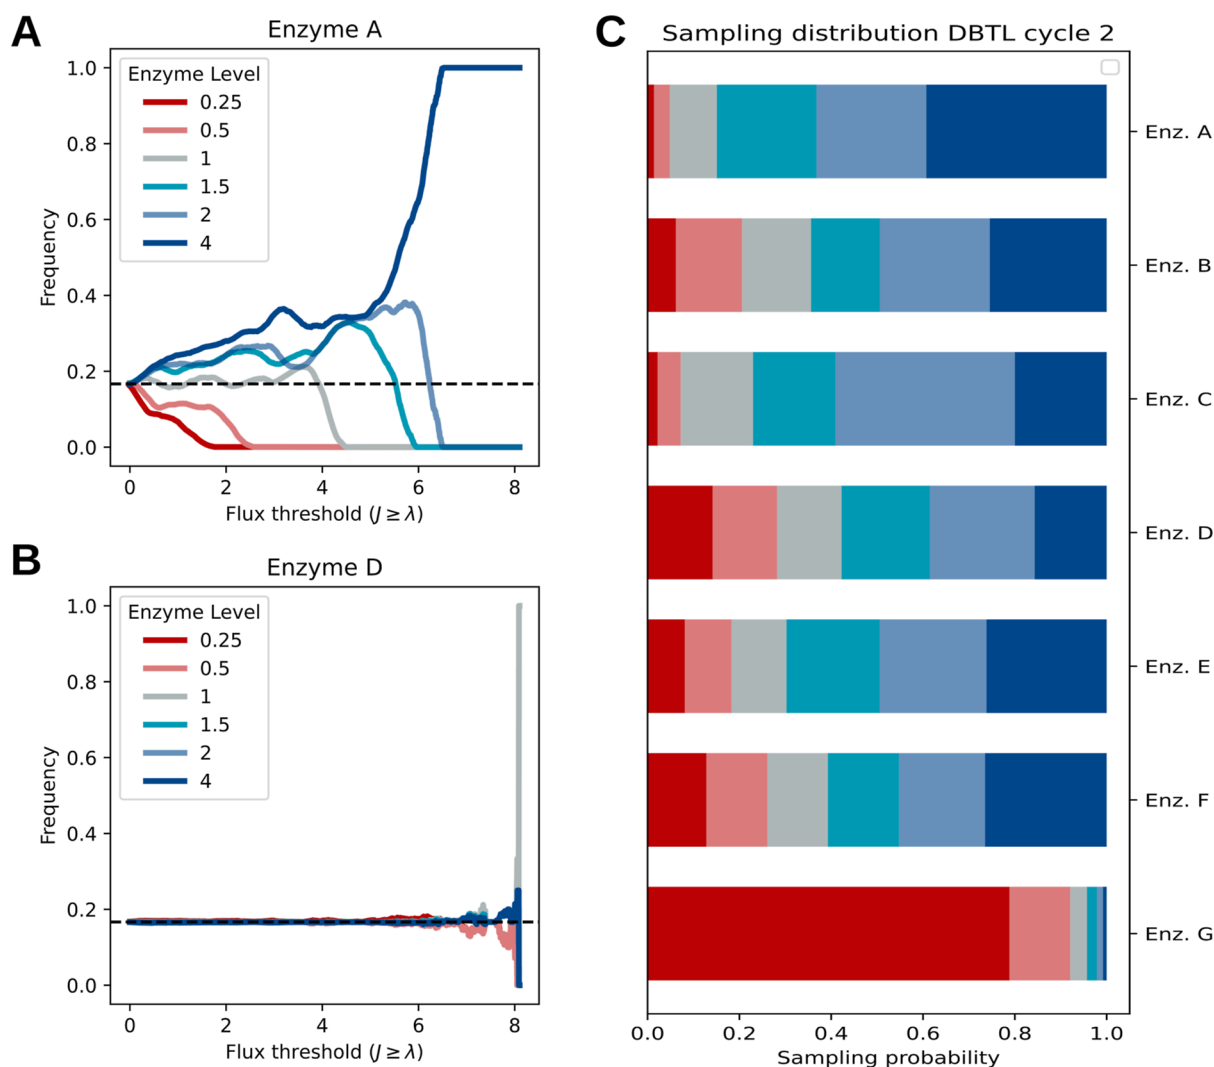 A
Enzyme A
Enzyme Level
0.25
0.5
1
1.5
2
4
1.0
0.8
0.6
0.4
0.2
0.0
Frequency
0 2 4 6 8
Flux threshold (J ≥ λ)
B
Enzyme D
Enzyme Level
0.25
0.5
1
1.5
2
4
1.0
0.8
0.6
0.4
0.2
0.0
Frequency
0 2 4 6 8
Flux threshold (J ≥ λ)
C
Sampling distribution DBTL cycle 2
Enz. A
Enz. B
Enz. C
Enz. D
Enz. E
Enz. F
Enz. G
0.0 0.2 0.4 0.6 0.8 1.0
Sampling probability